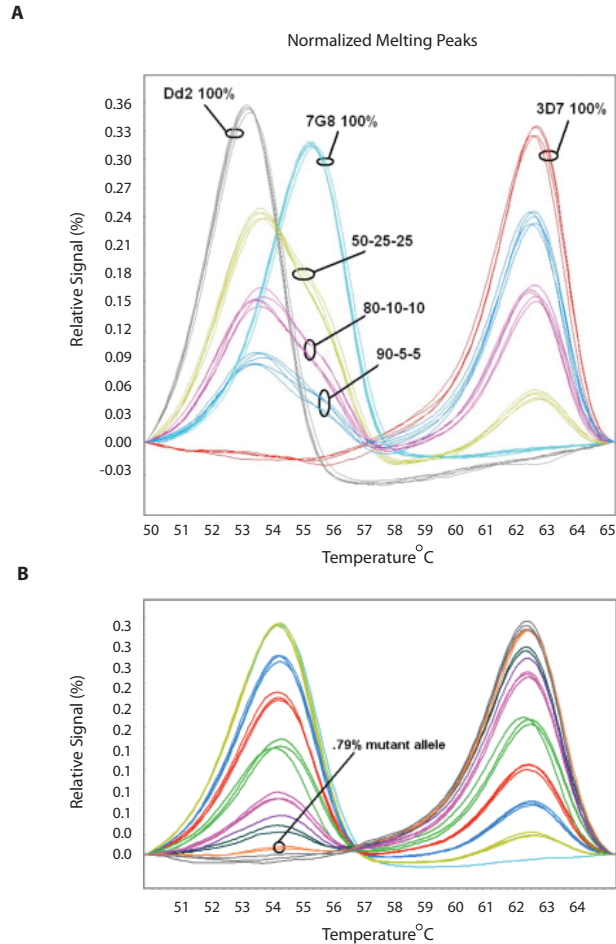 A
Normalized Melting Peaks
Relative Signal (%)
0.36
0.33
0.30
0.27
0.24
0.21
0.18
0.15
0.12
0.09
0.06
0.03
0.00
-0.03
Dd2 100%
7G8 100%
3D7 100%
50-25-25
80-10-10
90-5-5
50 51 52 53 54 55 56 57 58 59 60 61 62 63 64 65
Temperature°C
B
Relative Signal (%)
0.3
0.3
0.2
0.2
0.1
0.1
0.1
0.0
0.0
.79% mutant allele
51 52 53 54 55 56 57 58 59 60 61 62 63 64
Temperature°C